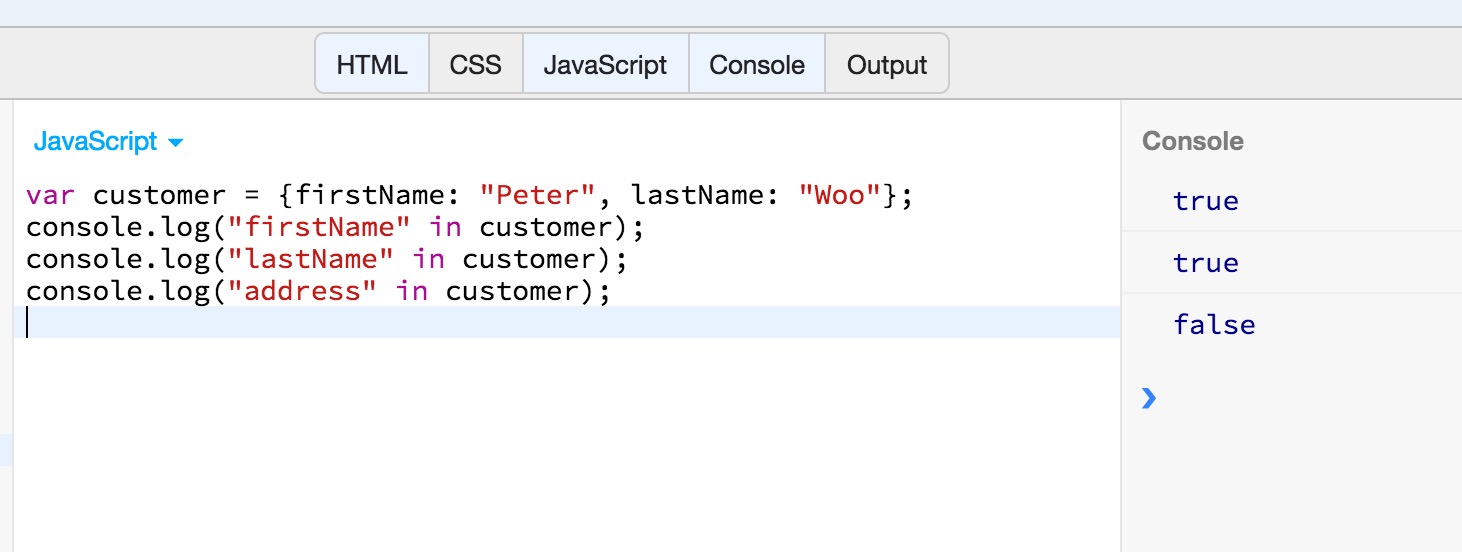 HTML CSS JavaScript Console Output
JavaScript
var customer = {firstName: "Peter", lastName: "Woo"};
console.log("firstName" in customer);
console.log("lastName" in customer);
console.log("address" in customer);
Console
true
true
false